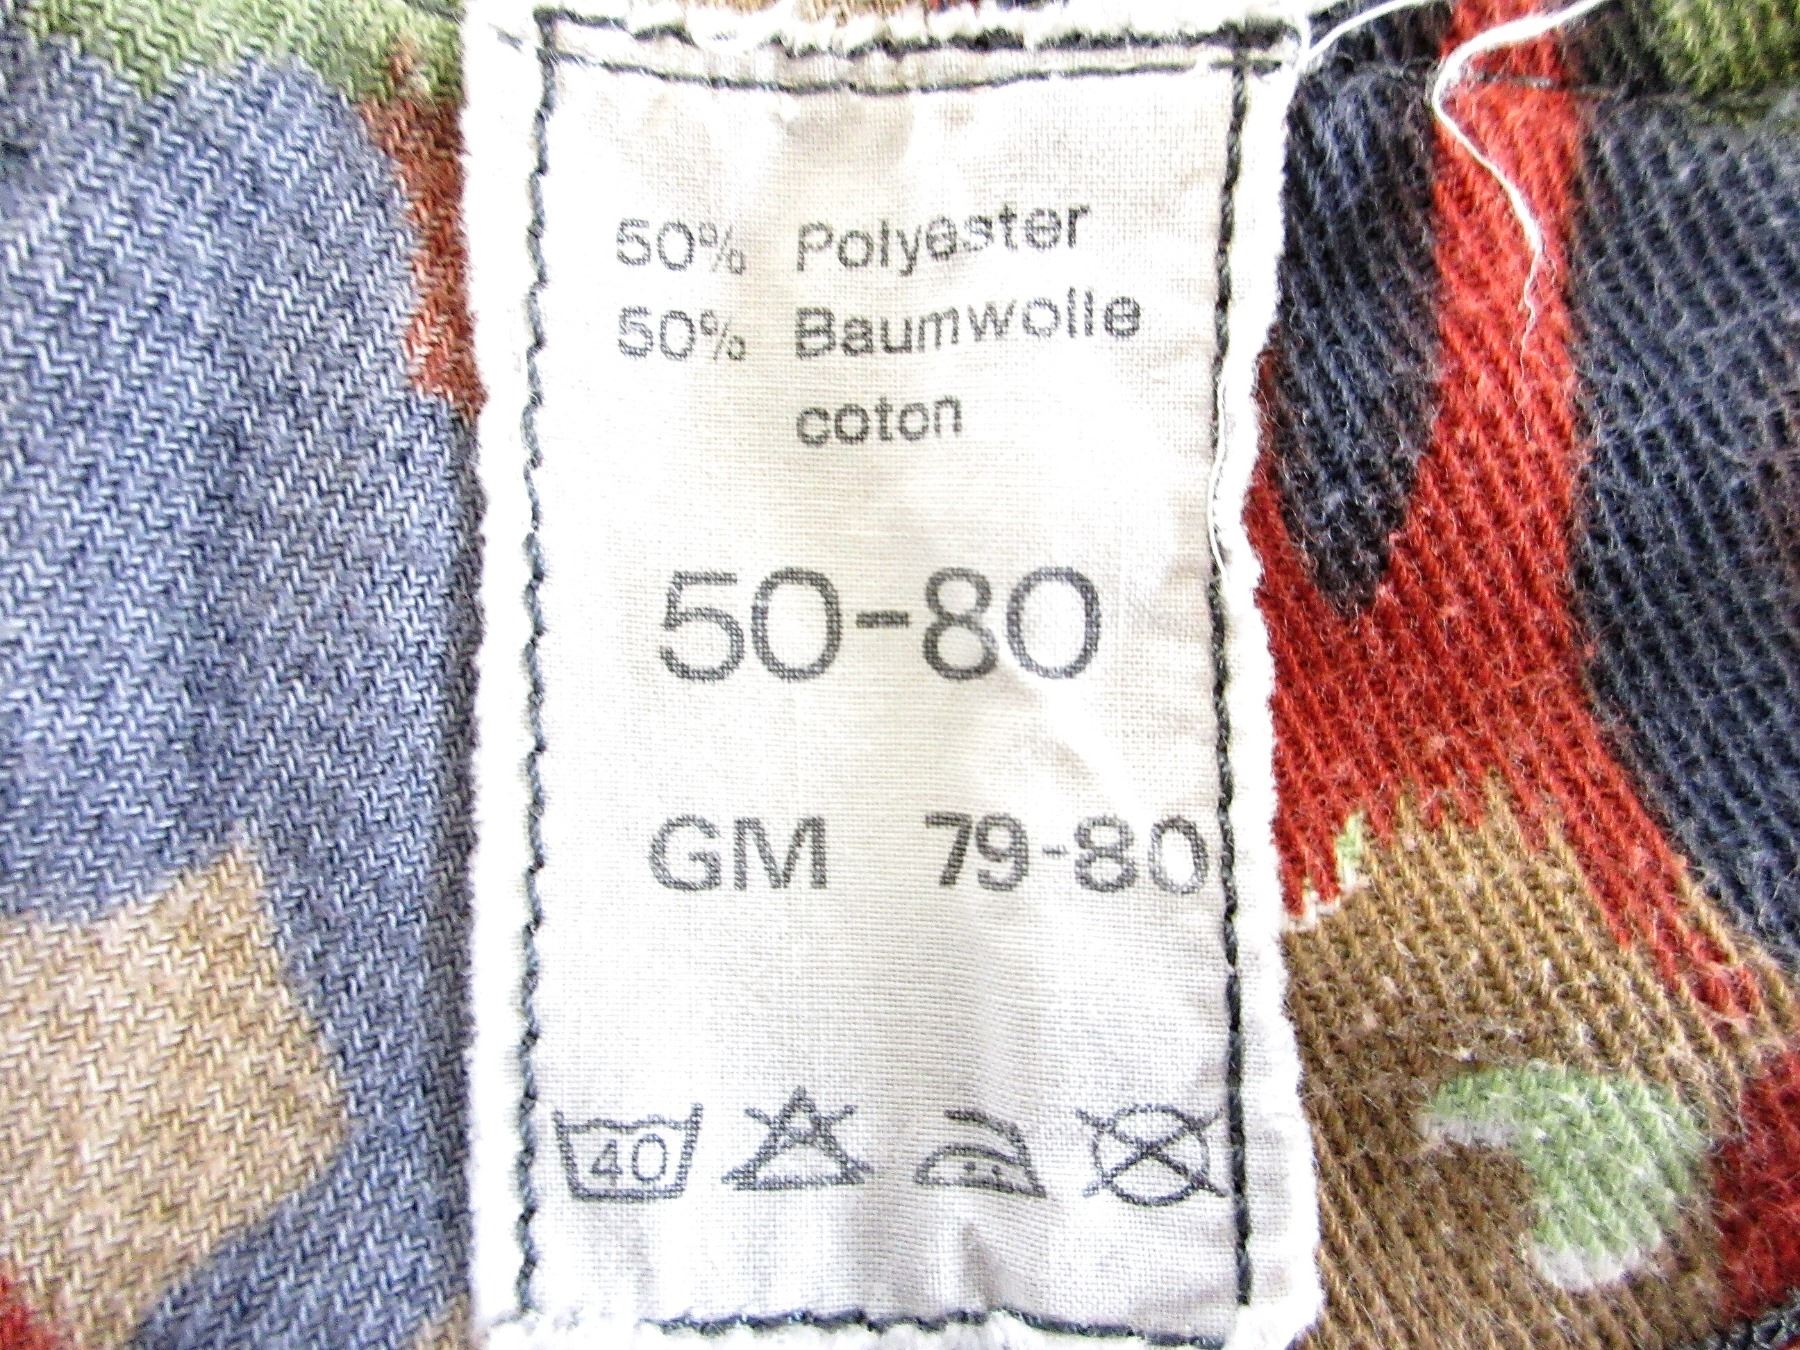 50% Polyester
50% Baumwolle
coton
50-80
GM 79-80
40